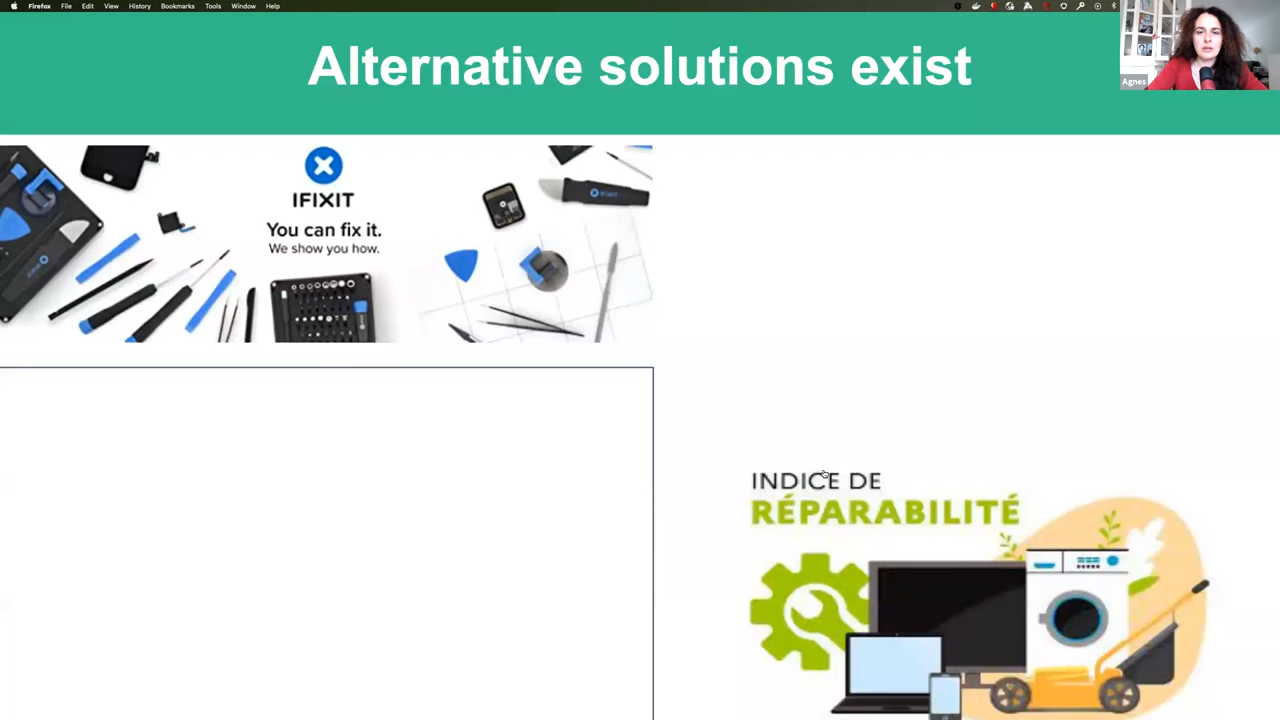 Firefox File Edit View History Bookmarks Tools Window Help
Alternative solutions exist
Agnes
IFIXIT
You can fix it.
We show you how.
IFIXIT
INDICE DE
RÉPARABILITÉ